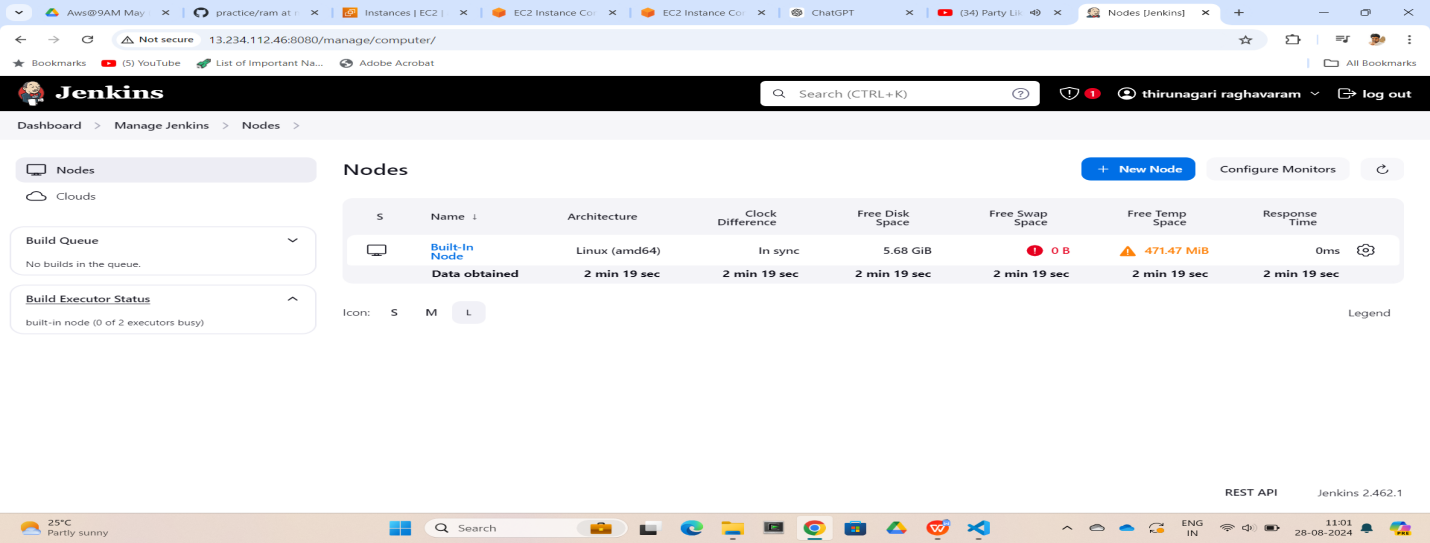 Aws@9AM May
practice/ram at r
Instances | EC2 |
EC2 Instance Cor
EC2 Instance Cor
ChatGPT
(34) Party Lik
Nodes [Jenkins]
Not secure 13.234.112.46:8080/manage/computer/
Bookmarks (5) YouTube List of Important Na... Adobe Acrobat All Bookmarks
Jenkins Search (CTRL+K) ? 1 thirunagari raghavaram log out
Dashboard > Manage Jenkins > Nodes >
Nodes
Clouds
Build Queue
No builds in the queue.
Build Executor Status
built-in node (0 of 2 executors busy)
Nodes + New Node Configure Monitors
S Name ↓ Architecture Clock Difference Free Disk Space Free Swap Space Free Temp Space Response Time
Built-In Node Linux (amd64) In sync 5.68 GiB 0 B 471.47 MiB 0ms
Data obtained 2 min 19 sec 2 min 19 sec 2 min 19 sec 2 min 19 sec 2 min 19 sec 2 min 19 sec
Icon: S M L Legend
REST API Jenkins 2.462.1
25°C
Partly sunny
Search
ENG
IN
11:01
28-08-2024
PRE